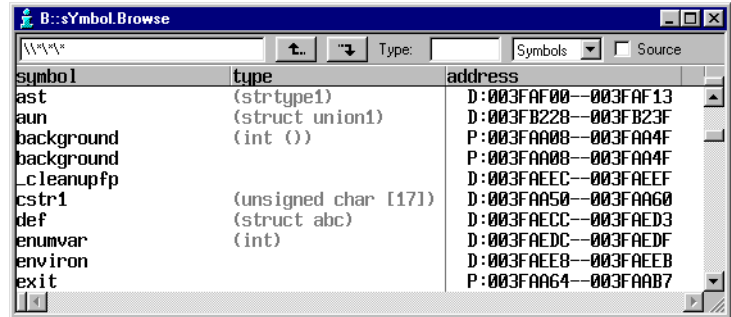 B::sYmbol.Browse
\\*\*\* t.. Type: Symbols Source
symbol type address
ast (strtype1) D:003FAF00--003FAF13
aun (struct union1) D:003FB228--003FB23F
background (int ()) P:003FAA08--003FAA4F
background P:003FAA08--003FAA4F
_cleanupfp D:003FAEEC--003FAEEF
cstr1 (unsigned char [17]) D:003FAA50--003FAA60
def (struct abc) D:003FAECC--003FAED3
enumvar (int) D:003FAEDC--003FAEDF
environ D:003FAEE8--003FAEEB
exit P:003FAA64--003FAAB7